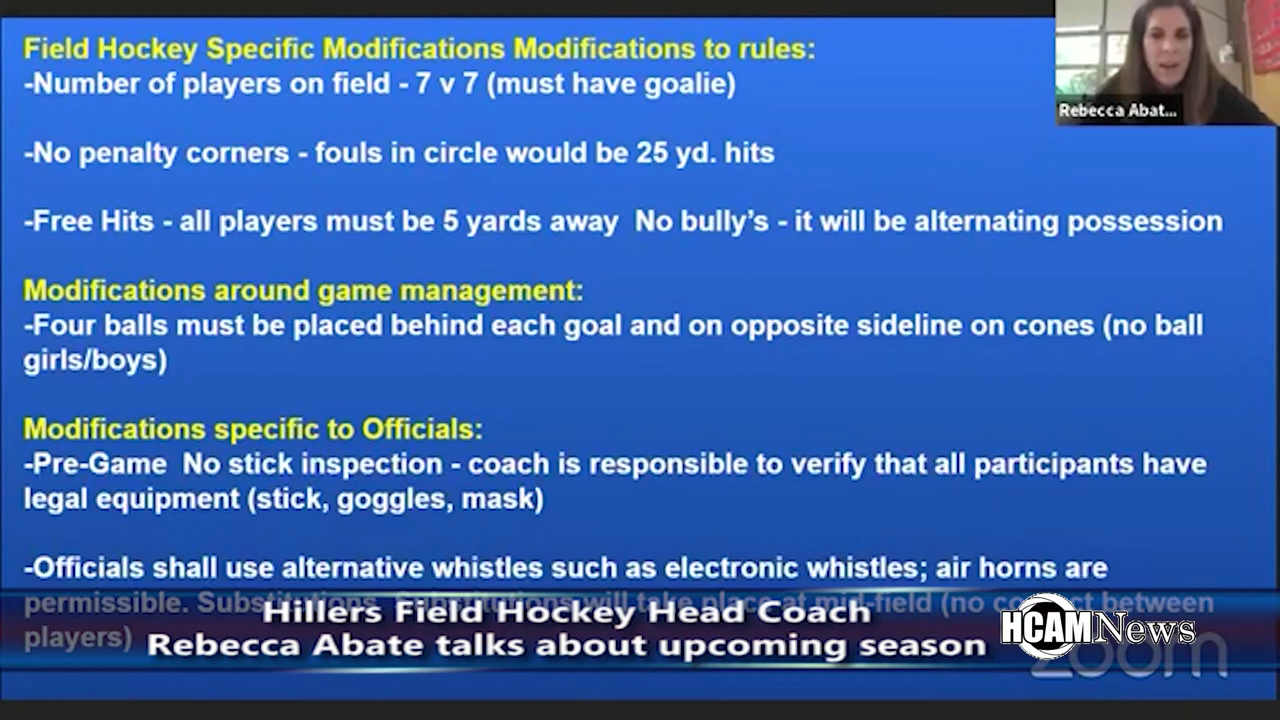 Field Hockey Specific Modifications Modifications to rules:
-Number of players on field - 7 v 7 (must have goalie)
Rebecca Abat...
-No penalty corners - fouls in circle would be 25 yd. hits
-Free Hits - all players must be 5 yards away  No bully's - it will be alternating possession
Modifications around game management:
-Four balls must be placed behind each goal and on opposite sideline on cones (no ball
girls/boys)
Modifications specific to Officials:
-Pre-Game  No stick inspection - coach is responsible to verify that all participants have
legal equipment (stick, goggles, mask)
-Officials shall use alternative whistles such as electronic whistles; air horns are
permissible. Substitutions. Substitutions will take place at mid-field (no contact between
players)
Hillers Field Hockey Head Coach
Rebecca Abate talks about upcoming season
HCAM News
zoom